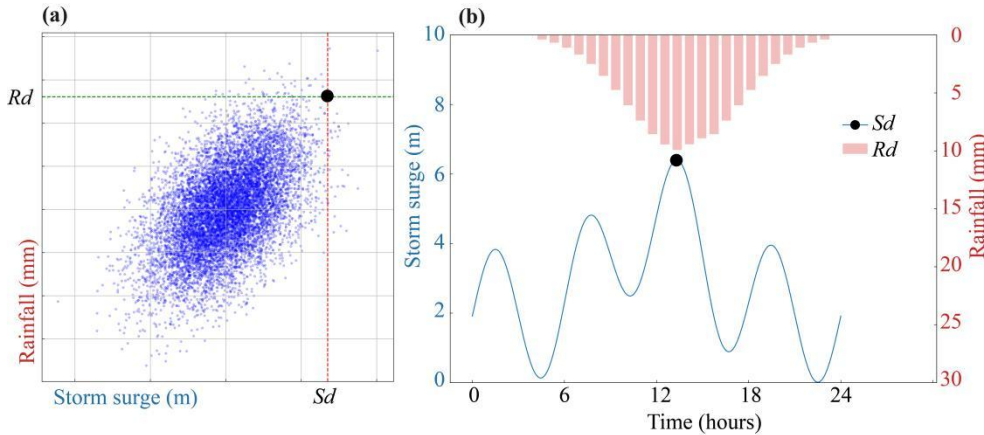 (a)
Rd
Rainfall (mm)
Storm surge (m)
Sd
(b)
10
8
6
4
2
0
Storm surge (m)
0
5
10
15
20
25
30
Rainfall (mm)
Sd
Rd
0
6
12
18
24
Time (hours)